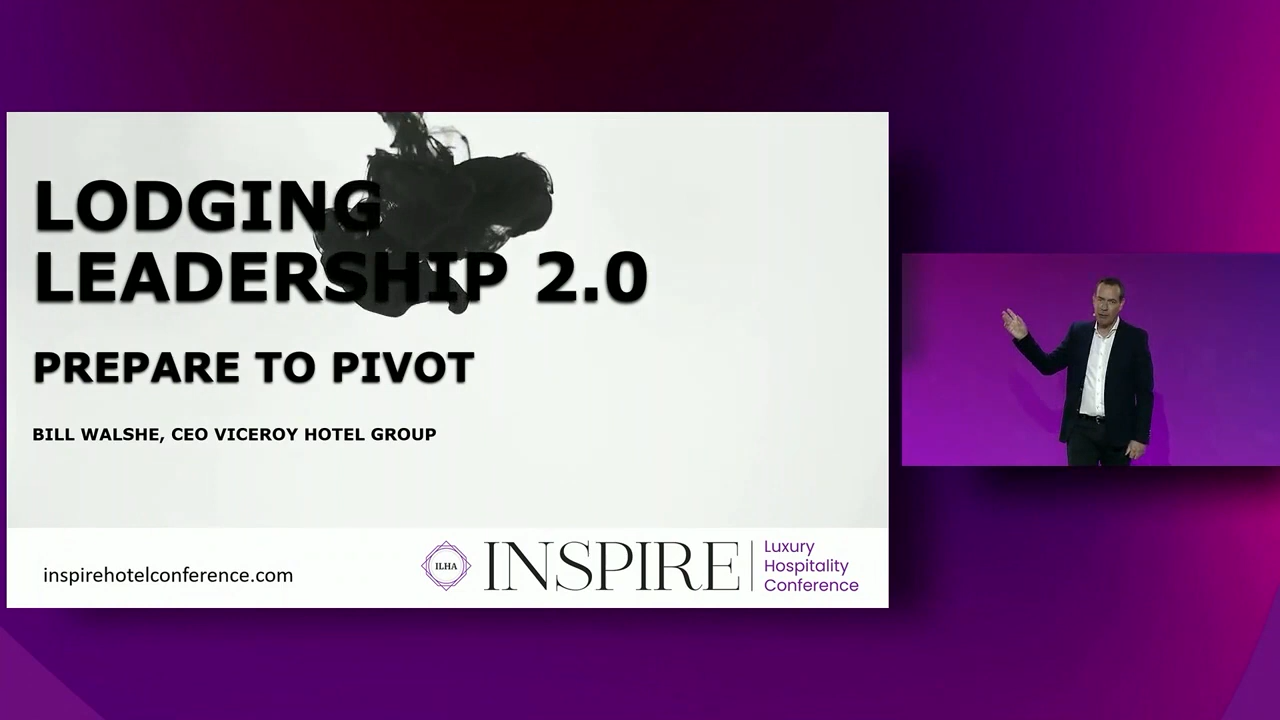 LODGING
LEADERSHIP 2.0
PREPARE TO PIVOT
BILL WALSHE, CEO VICEROY HOTEL GROUP
inspirehotelconference.com
ILHA
INSPIRE
Luxury
Hospitality
Conference